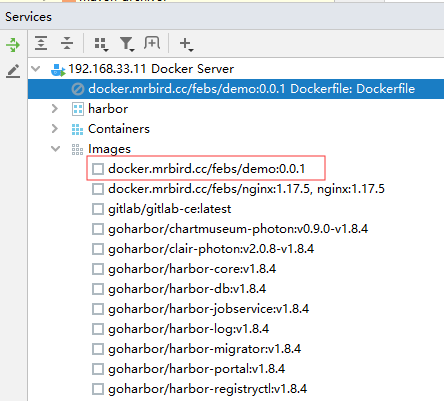 Services
192.168.33.11 Docker Server
docker.mrbird.cc/febs/demo:0.0.1 Dockerfile: Dockerfile
harbor
Containers
Images
docker.mrbird.cc/febs/demo:0.0.1
docker.mrbird.cc/febs/nginx:1.17.5, nginx:1.17.5
gitlab/gitlab-ce:latest
goharbor/chartmuseum-photon:v0.9.0-v1.8.4
goharbor/clair-photon:v2.0.8-v1.8.4
goharbor/harbor-core:v1.8.4
goharbor/harbor-db:v1.8.4
goharbor/harbor-jobservice:v1.8.4
goharbor/harbor-log:v1.8.4
goharbor/harbor-migrator:v1.8.4
goharbor/harbor-portal:v1.8.4
goharbor/harbor-registryctl:v1.8.4